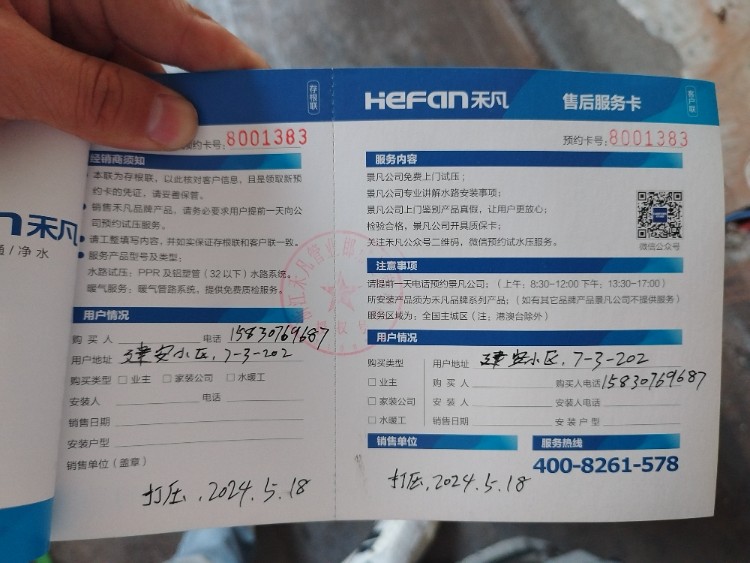 存根联
预约卡号:8001383
经销商须知
本联为存根联，以此核对客户信息，且是领取新预
约卡的凭证，请妥善保管。
销售禾凡品牌产品，请务必要求用户提前一天向公
司预约试压服务。
请工整填写内容，并如实保证存根联和客户联一致。
服务产品型号及类型：
水路试压：PPR及铝塑管（32以下）水路系统。
暖气服务：暖气管路系统，提供免费质检服务。
用户情况
购买人 电话 15830769687
用户地址 建安小区，7-3-202
购买类型 □ 业主 □ 家装公司 □ 水暖工
安装人 电话
销售日期
安装户型
销售单位（盖章）
打压，2024.5.18
禾凡
/净水
HeFan禾凡 售后服务卡
客户联
预约卡号:8001383
服务内容
景凡公司免费上门试压；
景凡公司专业讲解水路安装事项；
景凡公司上门鉴别产品真假，让用户更放心；
检验合格，景凡公司开具质保卡；
关注禾凡公众号二维码，微信预约试水压服务。
微信公众号
注意事项
请提前一天电话预约景凡公司；（上午：8:30-12:00 下午：13:30-17:00）
所安装产品须为禾凡品牌系列产品；（如有其它品牌产品景凡公司不提供服务）
服务区域为：全国主城区（注：港澳台除外）
用户情况
购买类型 用户地址 建安小区，7-3-202
□ 业主 购买人 购买人电话 15830769687
□ 家装公司 安装人 安装人电话
□ 水暖工 销售日期 安装户型
销售单位 服务热线
400-8261-578
打压，2024.5.18